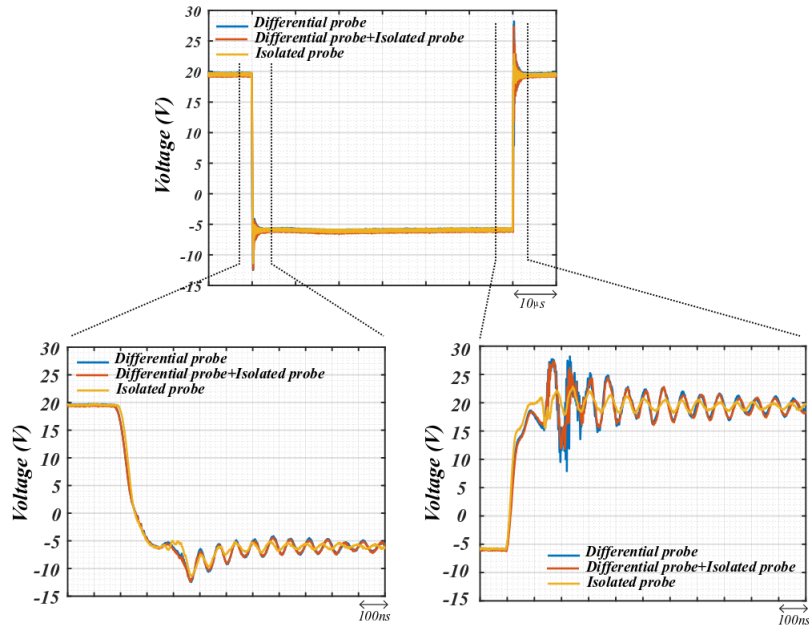 Differential probe
Differential probe+Isolated probe
Isolated probe
Voltage (V)
30
25
20
15
10
5
0
-5
-10
-15
10μs
30
25
20
15
10
5
0
-5
-10
-15
Voltage (V)
Differential probe
Differential probe+Isolated probe
Isolated probe
100ns
30
25
20
15
10
5
0
-5
-10
-15
Voltage (V)
Differential probe
Differential probe+Isolated probe
Isolated probe
100ns